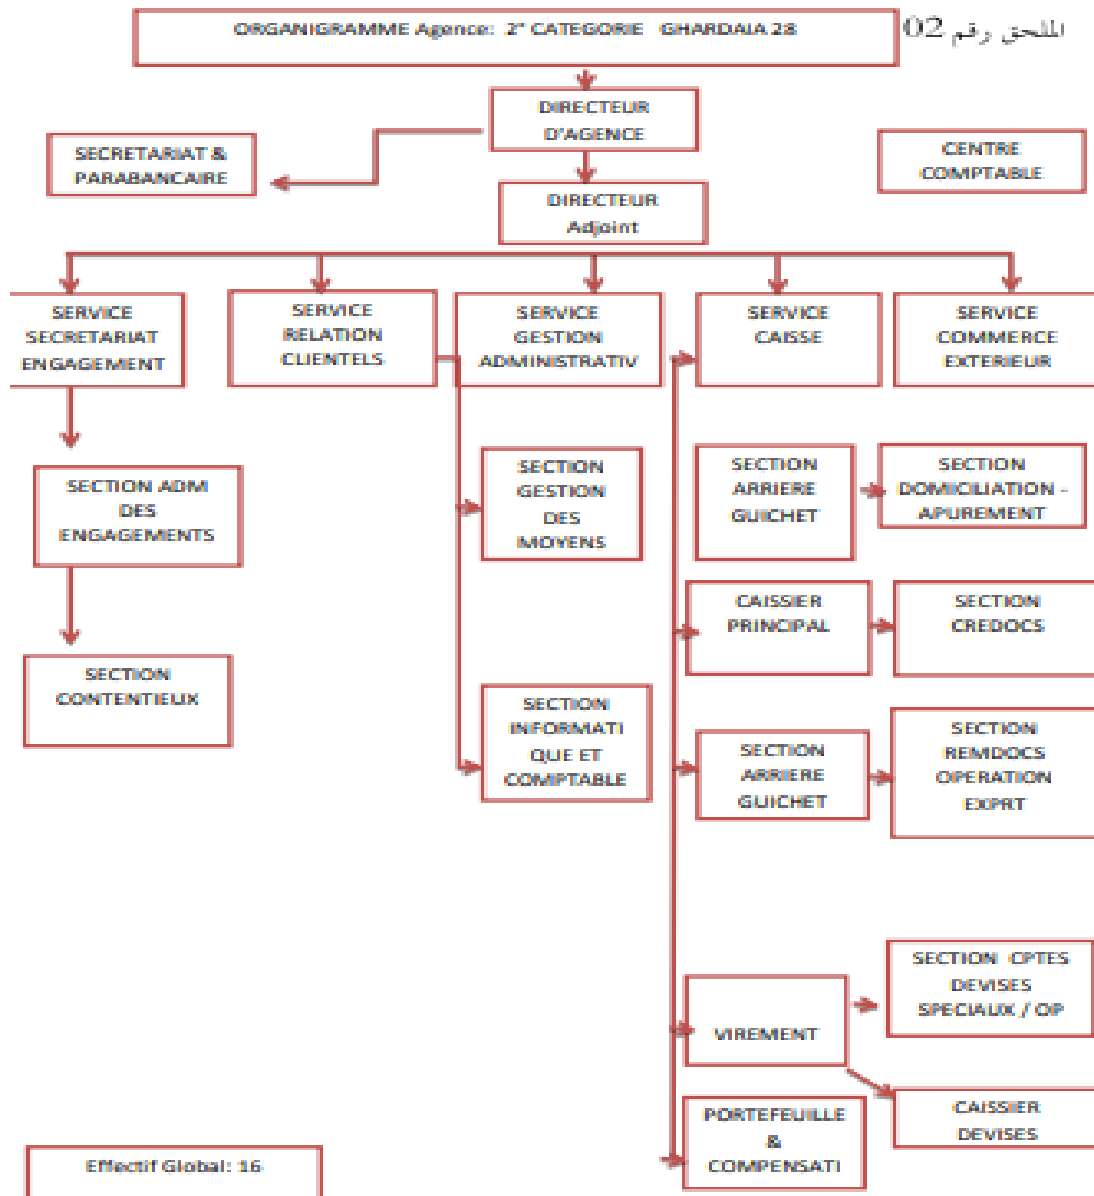 ORGANIGRAMME Agence: 2° CATEGORIE GHARDAIA 28
الملحق رقم 02
DIRECTEUR
D'AGENCE
SECRETARIAT &
PARABANCAIRE
CENTRE
COMPTABLE
DIRECTEUR
Adjoint
SERVICE
SECRETARIAT
ENGAGEMENT
SERVICE
RELATION
CLIENTELS
SERVICE
GESTION
ADMINISTRATIV
SERVICE
CAISSE
SERVICE
COMMERCE
EXTERIEUR
SECTION ADM
DES
ENGAGEMENTS
SECTION
GESTION
DES
MOYENS
SECTION
ARRIERE
GUICHET
SECTION
DOMICILIATION -
APUREMENT
CAISSIER
PRINCIPAL
SECTION
CREDOCS
SECTION
CONTENTIEUX
SECTION
INFORMATI
QUE ET
COMPTABLE
SECTION
ARRIERE
GUICHET
SECTION
REMDOCS
OPERATION
EXPRT
SECTION CPTES
DEVISES
SPECIAUX / OP
VIREMENT
CAISSIER
DEVISES
PORTEFEUILLE
&
COMPENSATI
Effectif Global: 16